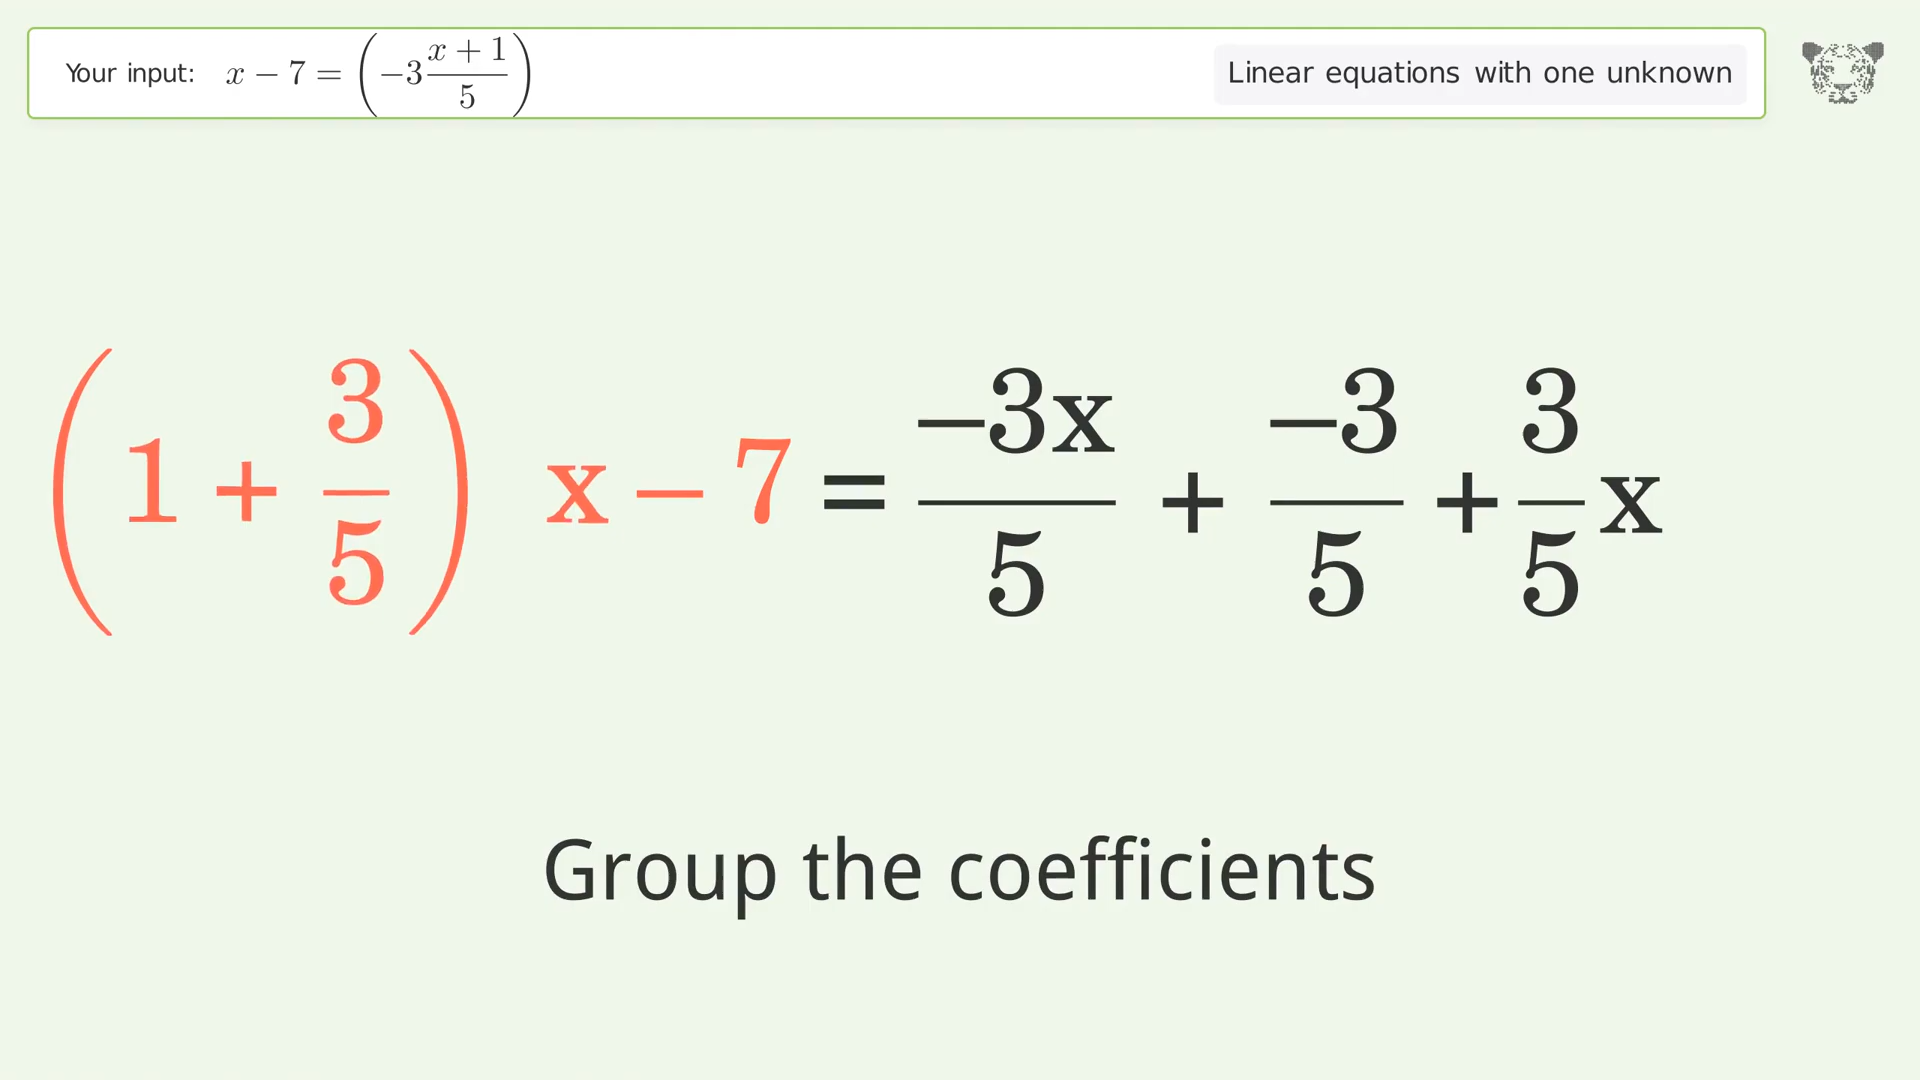 Your input: x − 7 = (−3 (x + 1)/5)
Linear equations with one unknown
(1 + 3/5) x − 7 = −3x/5 + −3/5 + 3/5 x
Group the coefficients